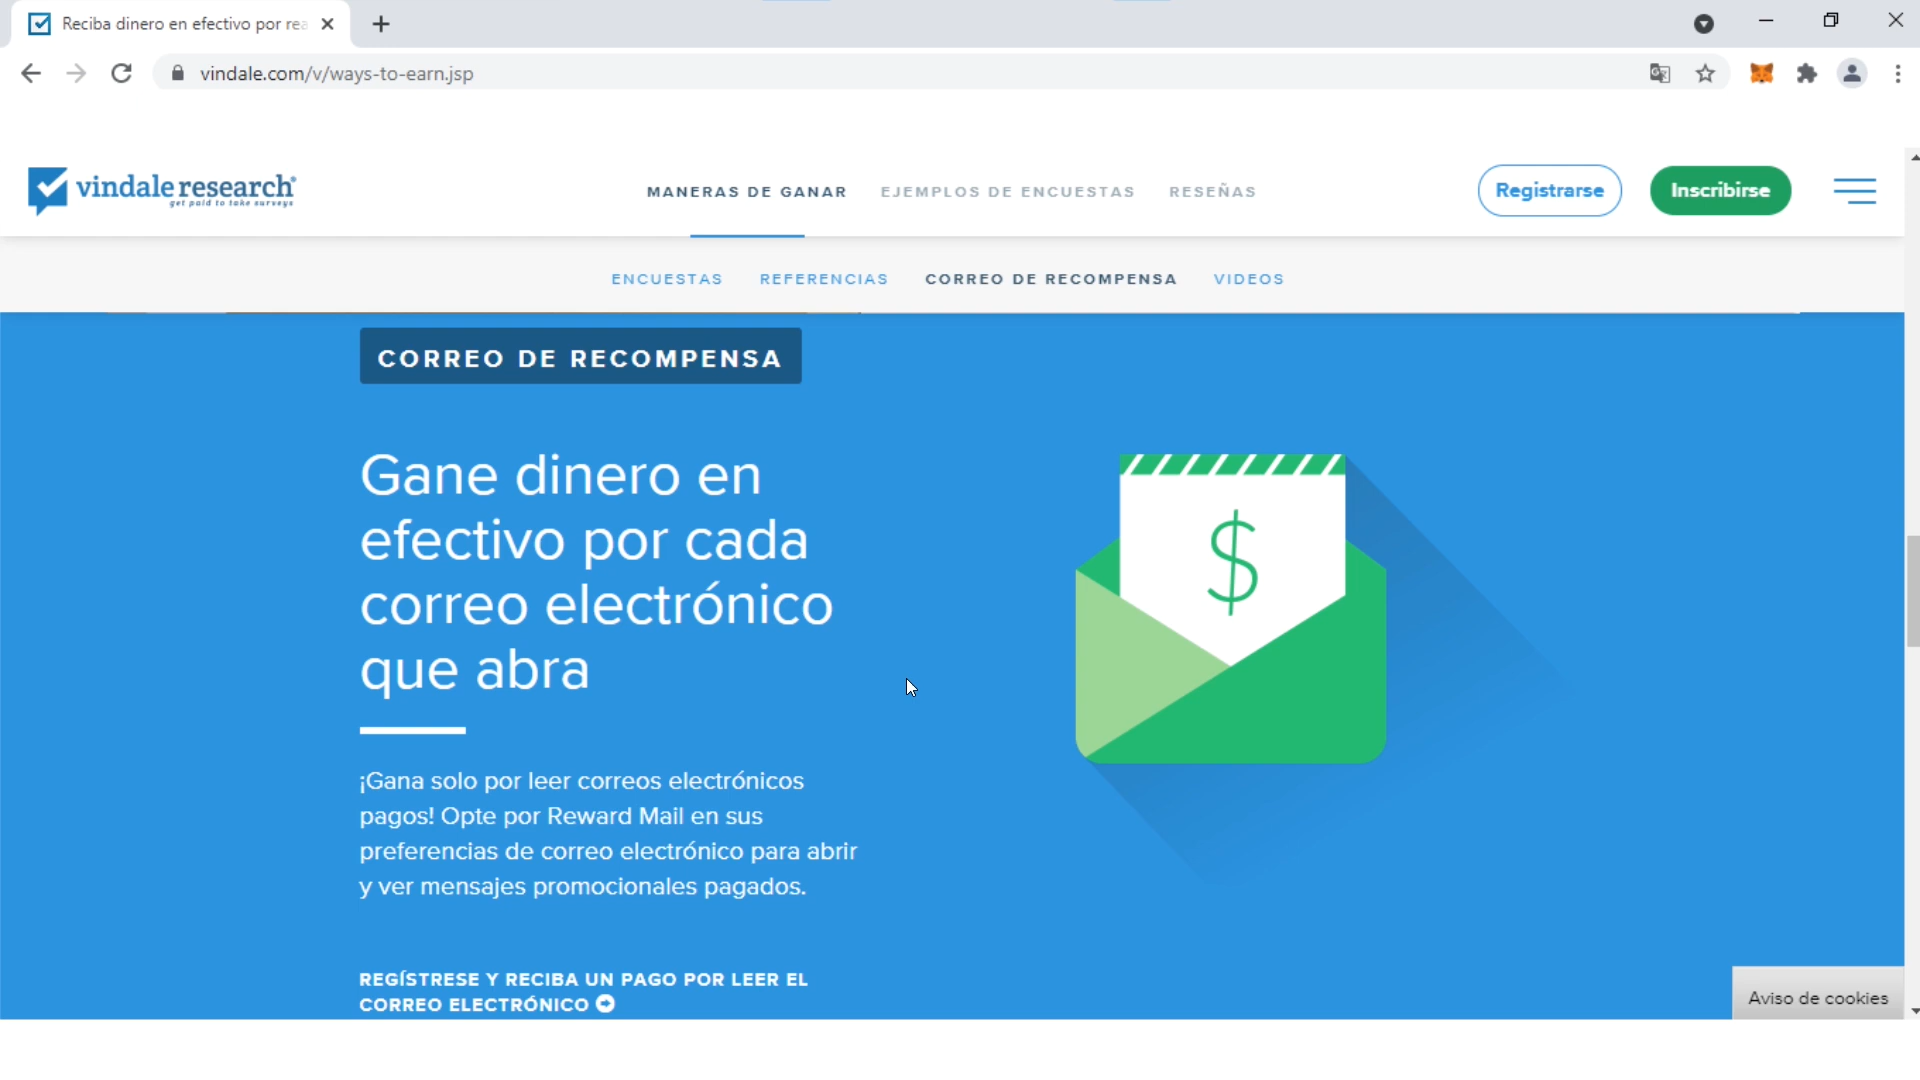 Reciba dinero en efectivo por rea
vindale.com/v/ways-to-earn.jsp
vindale research®
get paid to take surveys
MANERAS DE GANAR
EJEMPLOS DE ENCUESTAS
RESEÑAS
Registrarse
Inscribirse
ENCUESTAS
REFERENCIAS
CORREO DE RECOMPENSA
VIDEOS
CORREO DE RECOMPENSA
Gane dinero en
efectivo por cada
correo electrónico
que abra
$
¡Gana solo por leer correos electrónicos
pagos! Opte por Reward Mail en sus
preferencias de correo electrónico para abrir
y ver mensajes promocionales pagados.
REGÍSTRESE Y RECIBA UN PAGO POR LEER EL
CORREO ELECTRÓNICO
Aviso de cookies